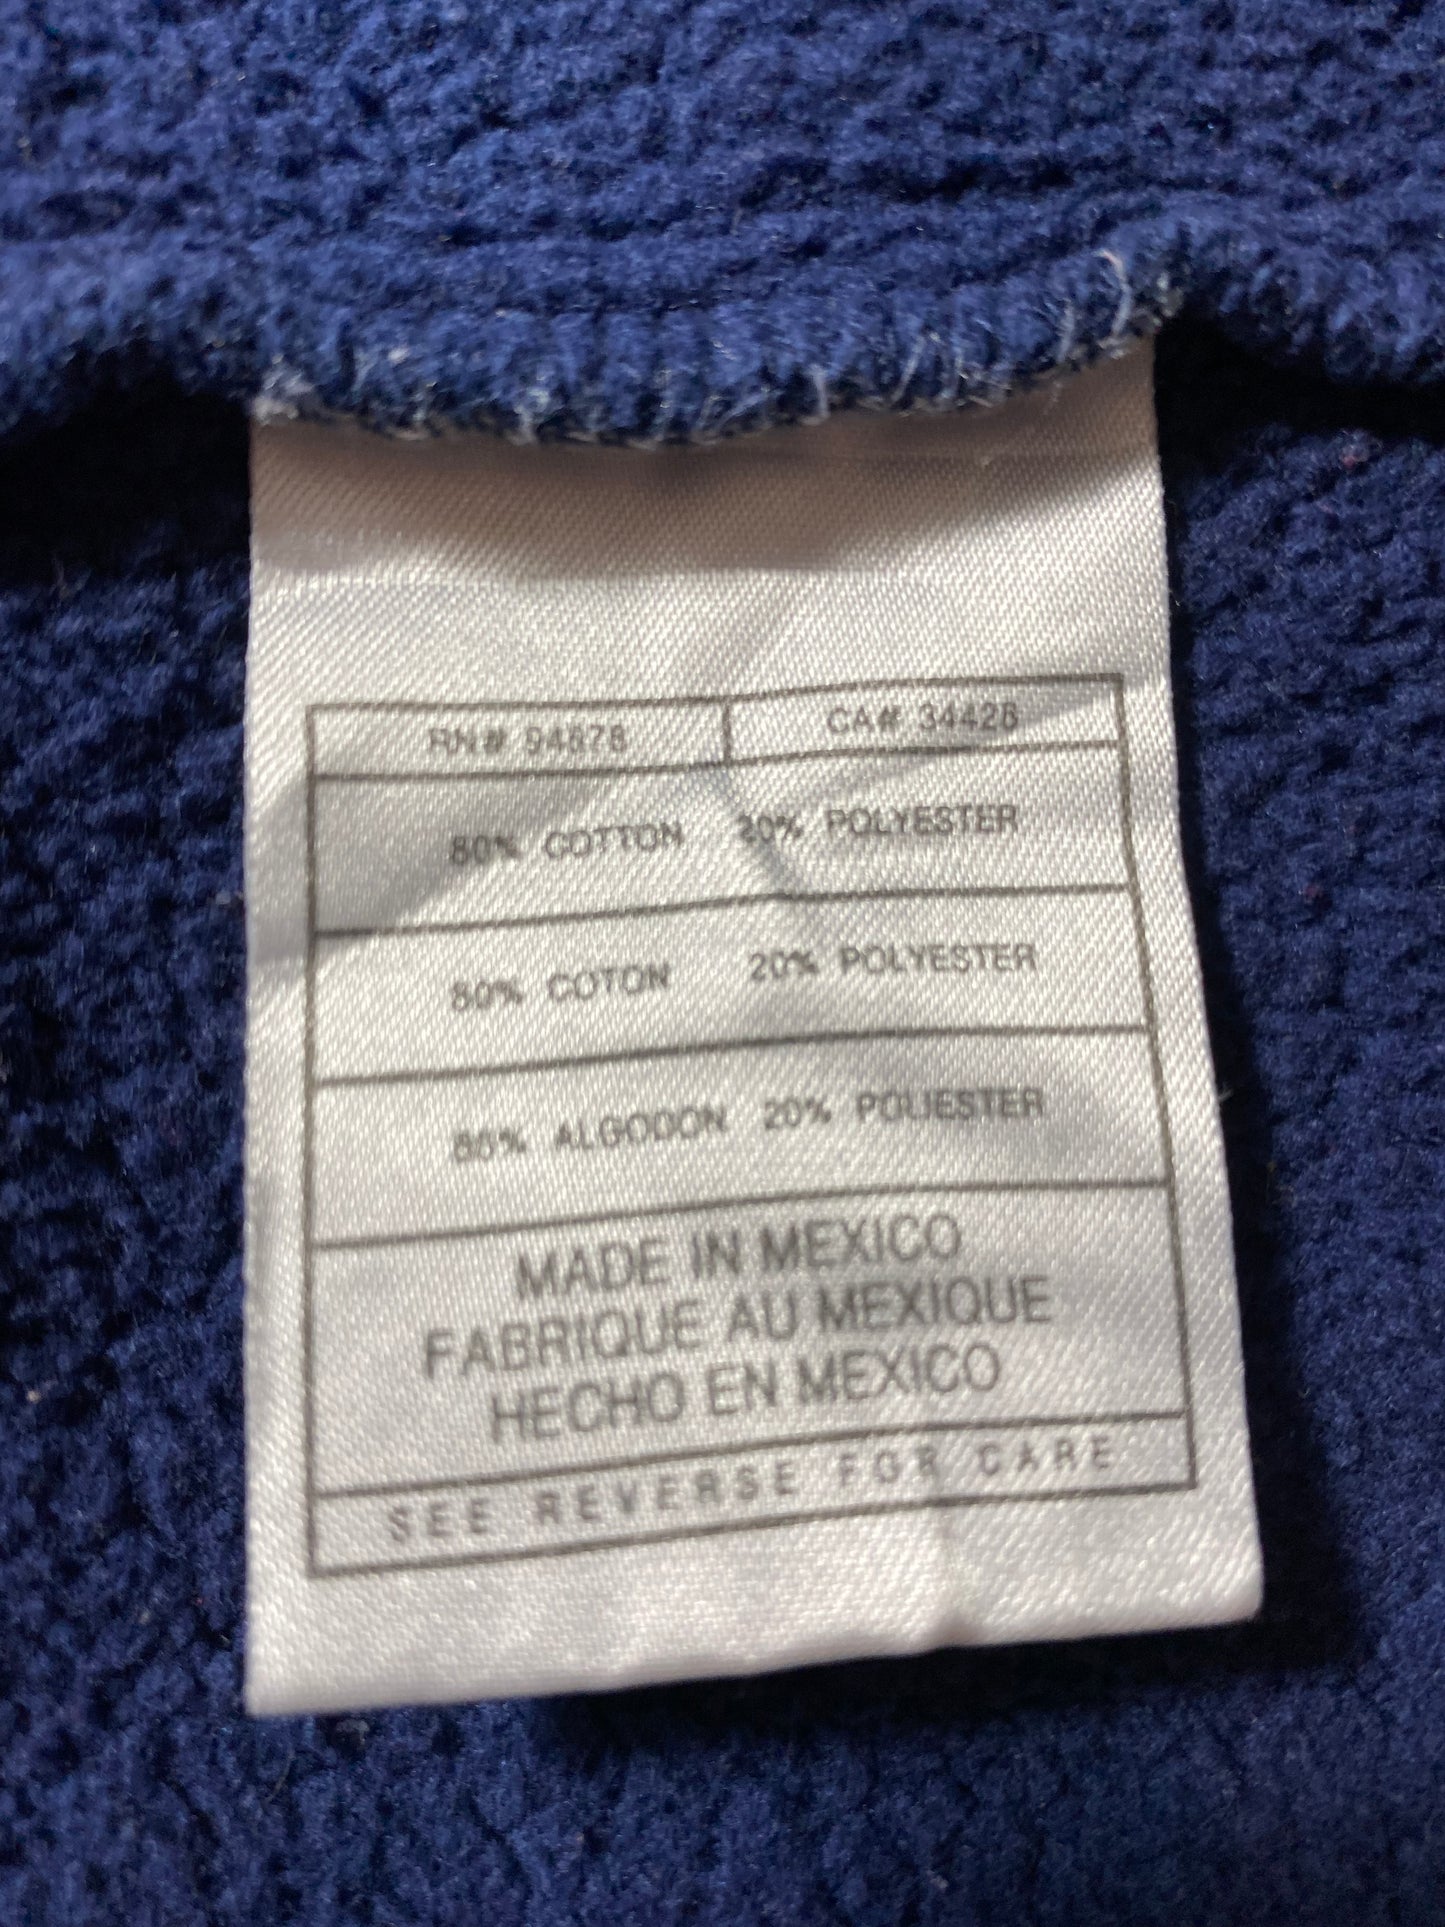 RN# 94878 CA# 34426
80% COTTON 20% POLYESTER
80% COTON 20% POLYESTER
80% ALGODON 20% POLIESTER
MADE IN MEXICO
FABRIQUE AU MEXIQUE
HECHO EN MEXICO
SEE REVERSE FOR CARE